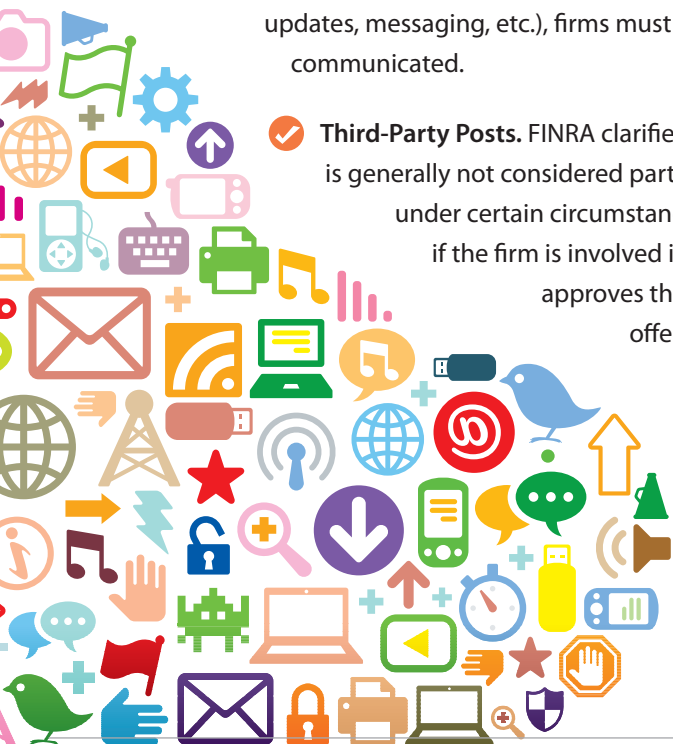 updates, messaging, etc.), firms must
communicated.
Third-Party Posts. FINRA clarifie
is generally not considered part
under certain circumstan
if the firm is involved i
approves th
offe